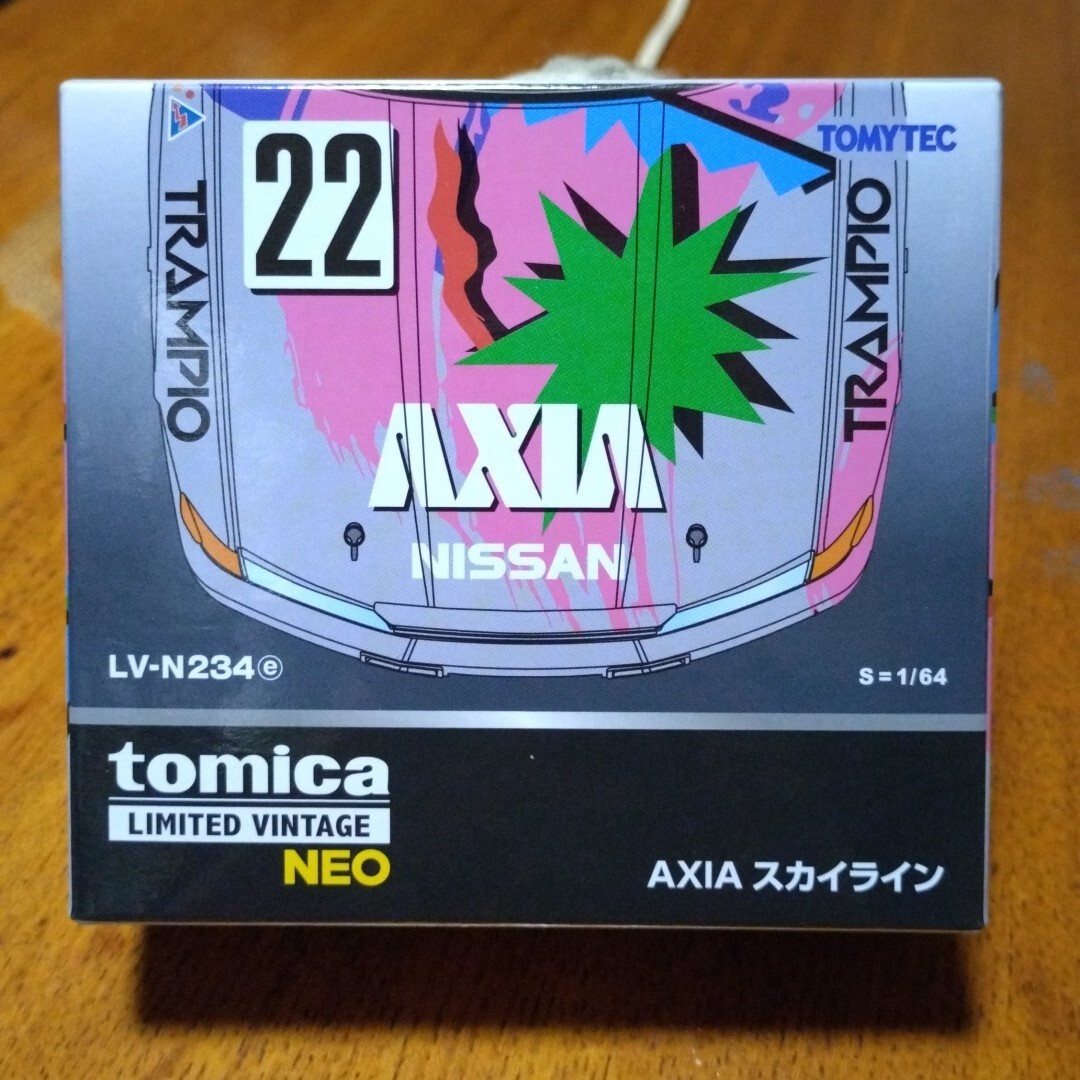 22
TOMYTEC
TRAMPIO
TRAMPIO
AXIA
NISSAN
LV-N234ⓔ
S=1/64
tomica
LIMITED VINTAGE
NEO
AXIA スカイライン